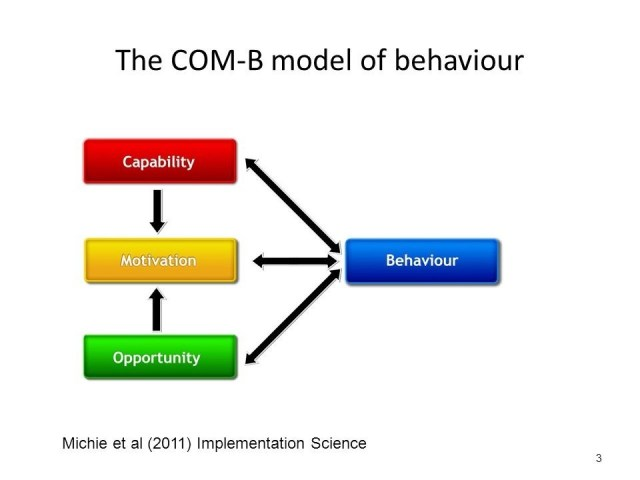 The COM-B model of behaviour
Capability
Motivation
Behaviour
Opportunity
Michie et al (2011) Implementation Science
3